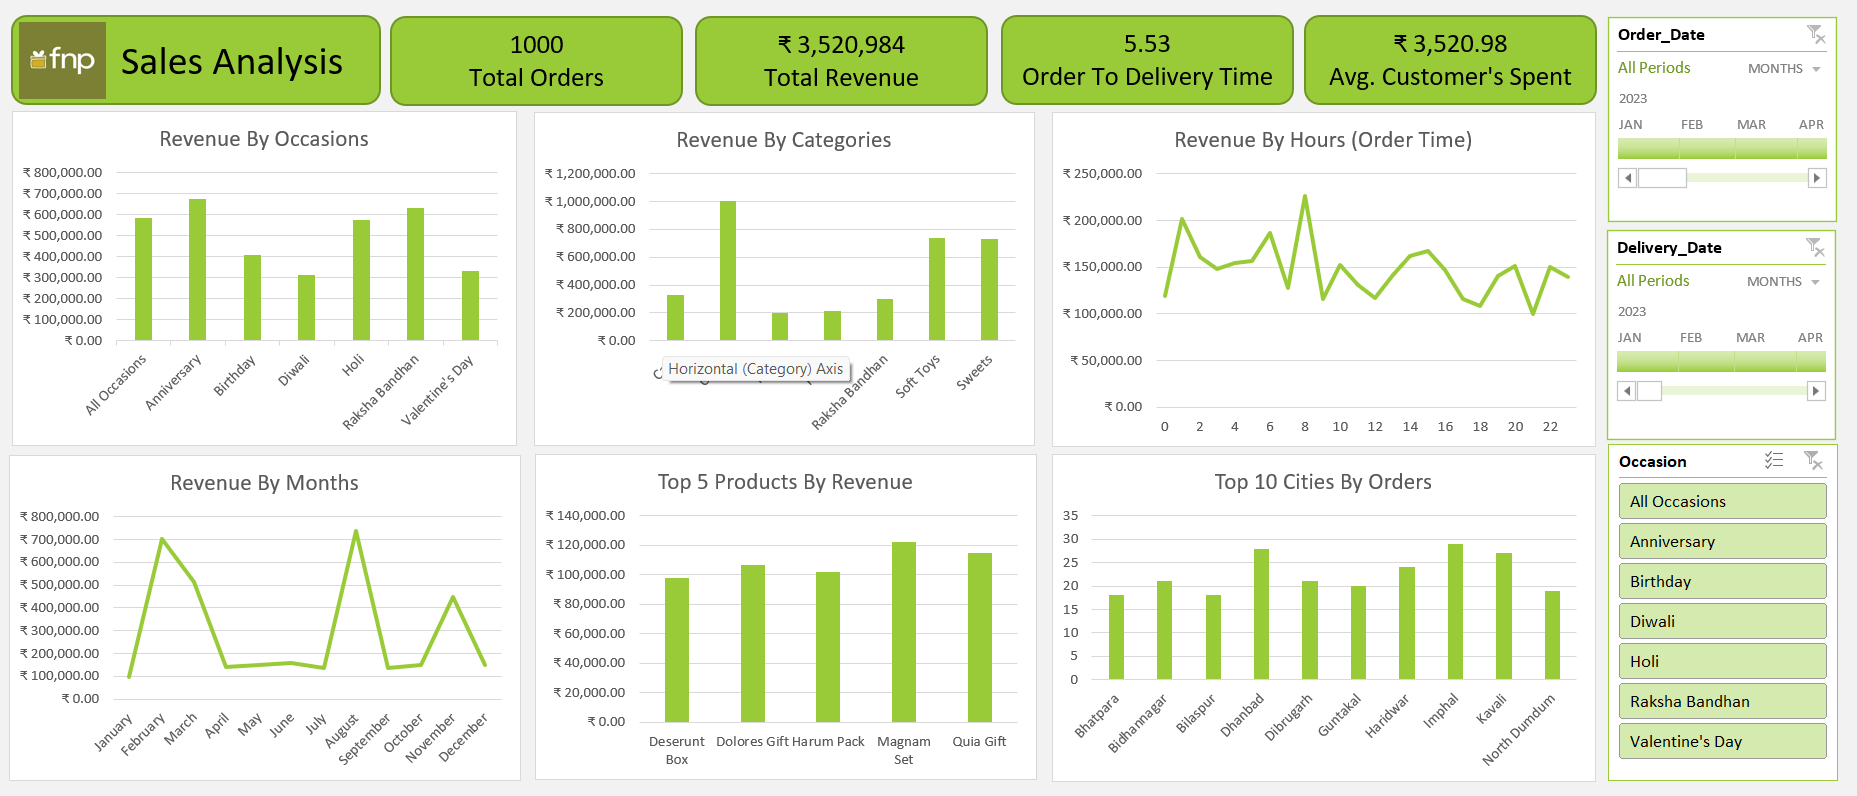 fnp
Sales Analysis
1000
Total Orders
₹ 3,520,984
Total Revenue
5.53
Order To Delivery Time
₹ 3,520.98
Avg. Customer's Spent
Revenue By Occasions
₹ 800,000.00
₹ 700,000.00
₹ 600,000.00
₹ 500,000.00
₹ 400,000.00
₹ 300,000.00
₹ 200,000.00
₹ 100,000.00
₹ 0.00
All Occasions
Anniversary
Birthday
Diwali
Holi
Raksha Bandhan
Valentine's Day
Revenue By Categories
₹ 1,200,000.00
₹ 1,000,000.00
₹ 800,000.00
₹ 600,000.00
₹ 400,000.00
₹ 200,000.00
₹ 0.00
Horizontal (Category) Axis
Raksha Bandhan
Soft Toys
Sweets
Revenue By Hours (Order Time)
₹ 250,000.00
₹ 200,000.00
₹ 150,000.00
₹ 100,000.00
₹ 50,000.00
₹ 0.00
0 2 4 6 8 10 12 14 16 18 20 22
Revenue By Months
₹ 800,000.00
₹ 700,000.00
₹ 600,000.00
₹ 500,000.00
₹ 400,000.00
₹ 300,000.00
₹ 200,000.00
₹ 100,000.00
₹ 0.00
January
February
March
April
May
June
July
August
September
October
November
December
Top 5 Products By Revenue
₹ 140,000.00
₹ 120,000.00
₹ 100,000.00
₹ 80,000.00
₹ 60,000.00
₹ 40,000.00
₹ 20,000.00
₹ 0.00
Deserunt
Box
Dolores Gift
Harum Pack
Magnam
Set
Quia Gift
Top 10 Cities By Orders
35
30
25
20
15
10
5
0
Bhatpara
Bidhannagar
Bilaspur
Dhanbad
Dibrugarh
Guntakal
Haridwar
Imphal
Kavali
North Dumdum
Order_Date
All Periods MONTHS
2023
JAN FEB MAR APR
Delivery_Date
All Periods MONTHS
2023
JAN FEB MAR APR
Occasion
All Occasions
Anniversary
Birthday
Diwali
Holi
Raksha Bandhan
Valentine's Day